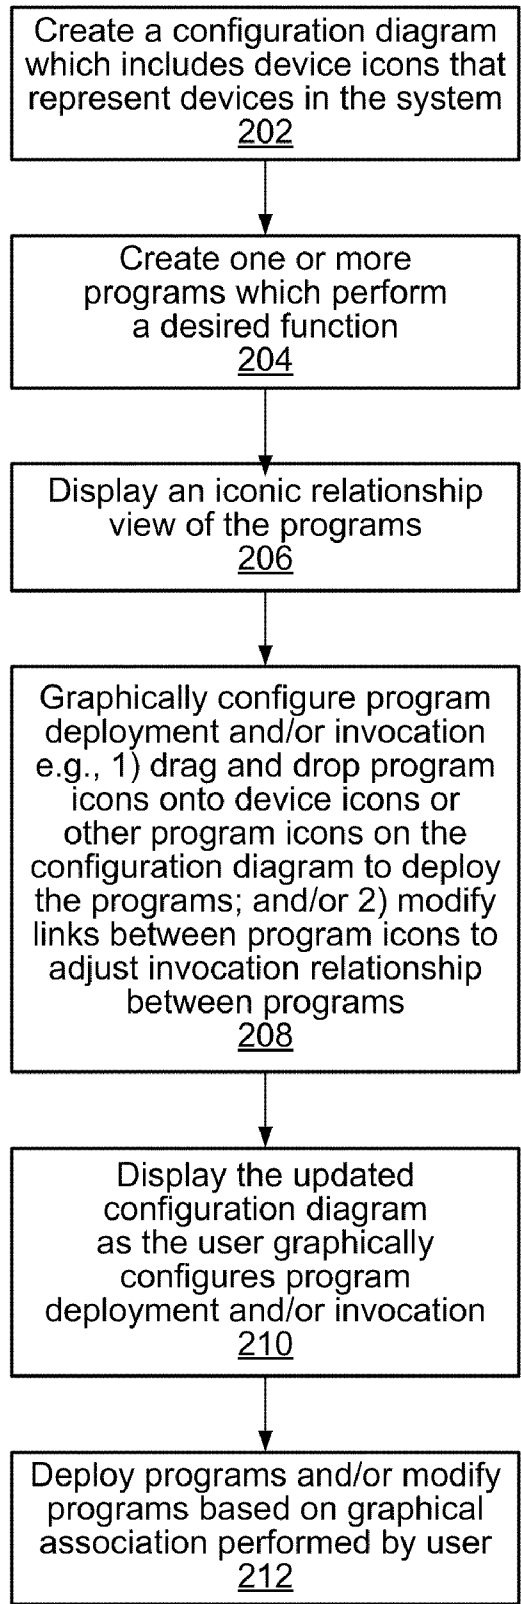 Create a configuration diagram
which includes device icons that
represent devices in the system
202
Create one or more
programs which perform
a desired function
204
Display an iconic relationship
view of the programs
206
Graphically configure program
deployment and/or invocation
e.g., 1) drag and drop program
icons onto device icons or
other program icons on the
configuration diagram to deploy
the programs; and/or 2) modify
links between program icons to
adjust invocation relationship
between programs
208
Display the updated
configuration diagram
as the user graphically
configures program
deployment and/or invocation
210
Deploy programs and/or modify
programs based on graphical
association performed by user
212